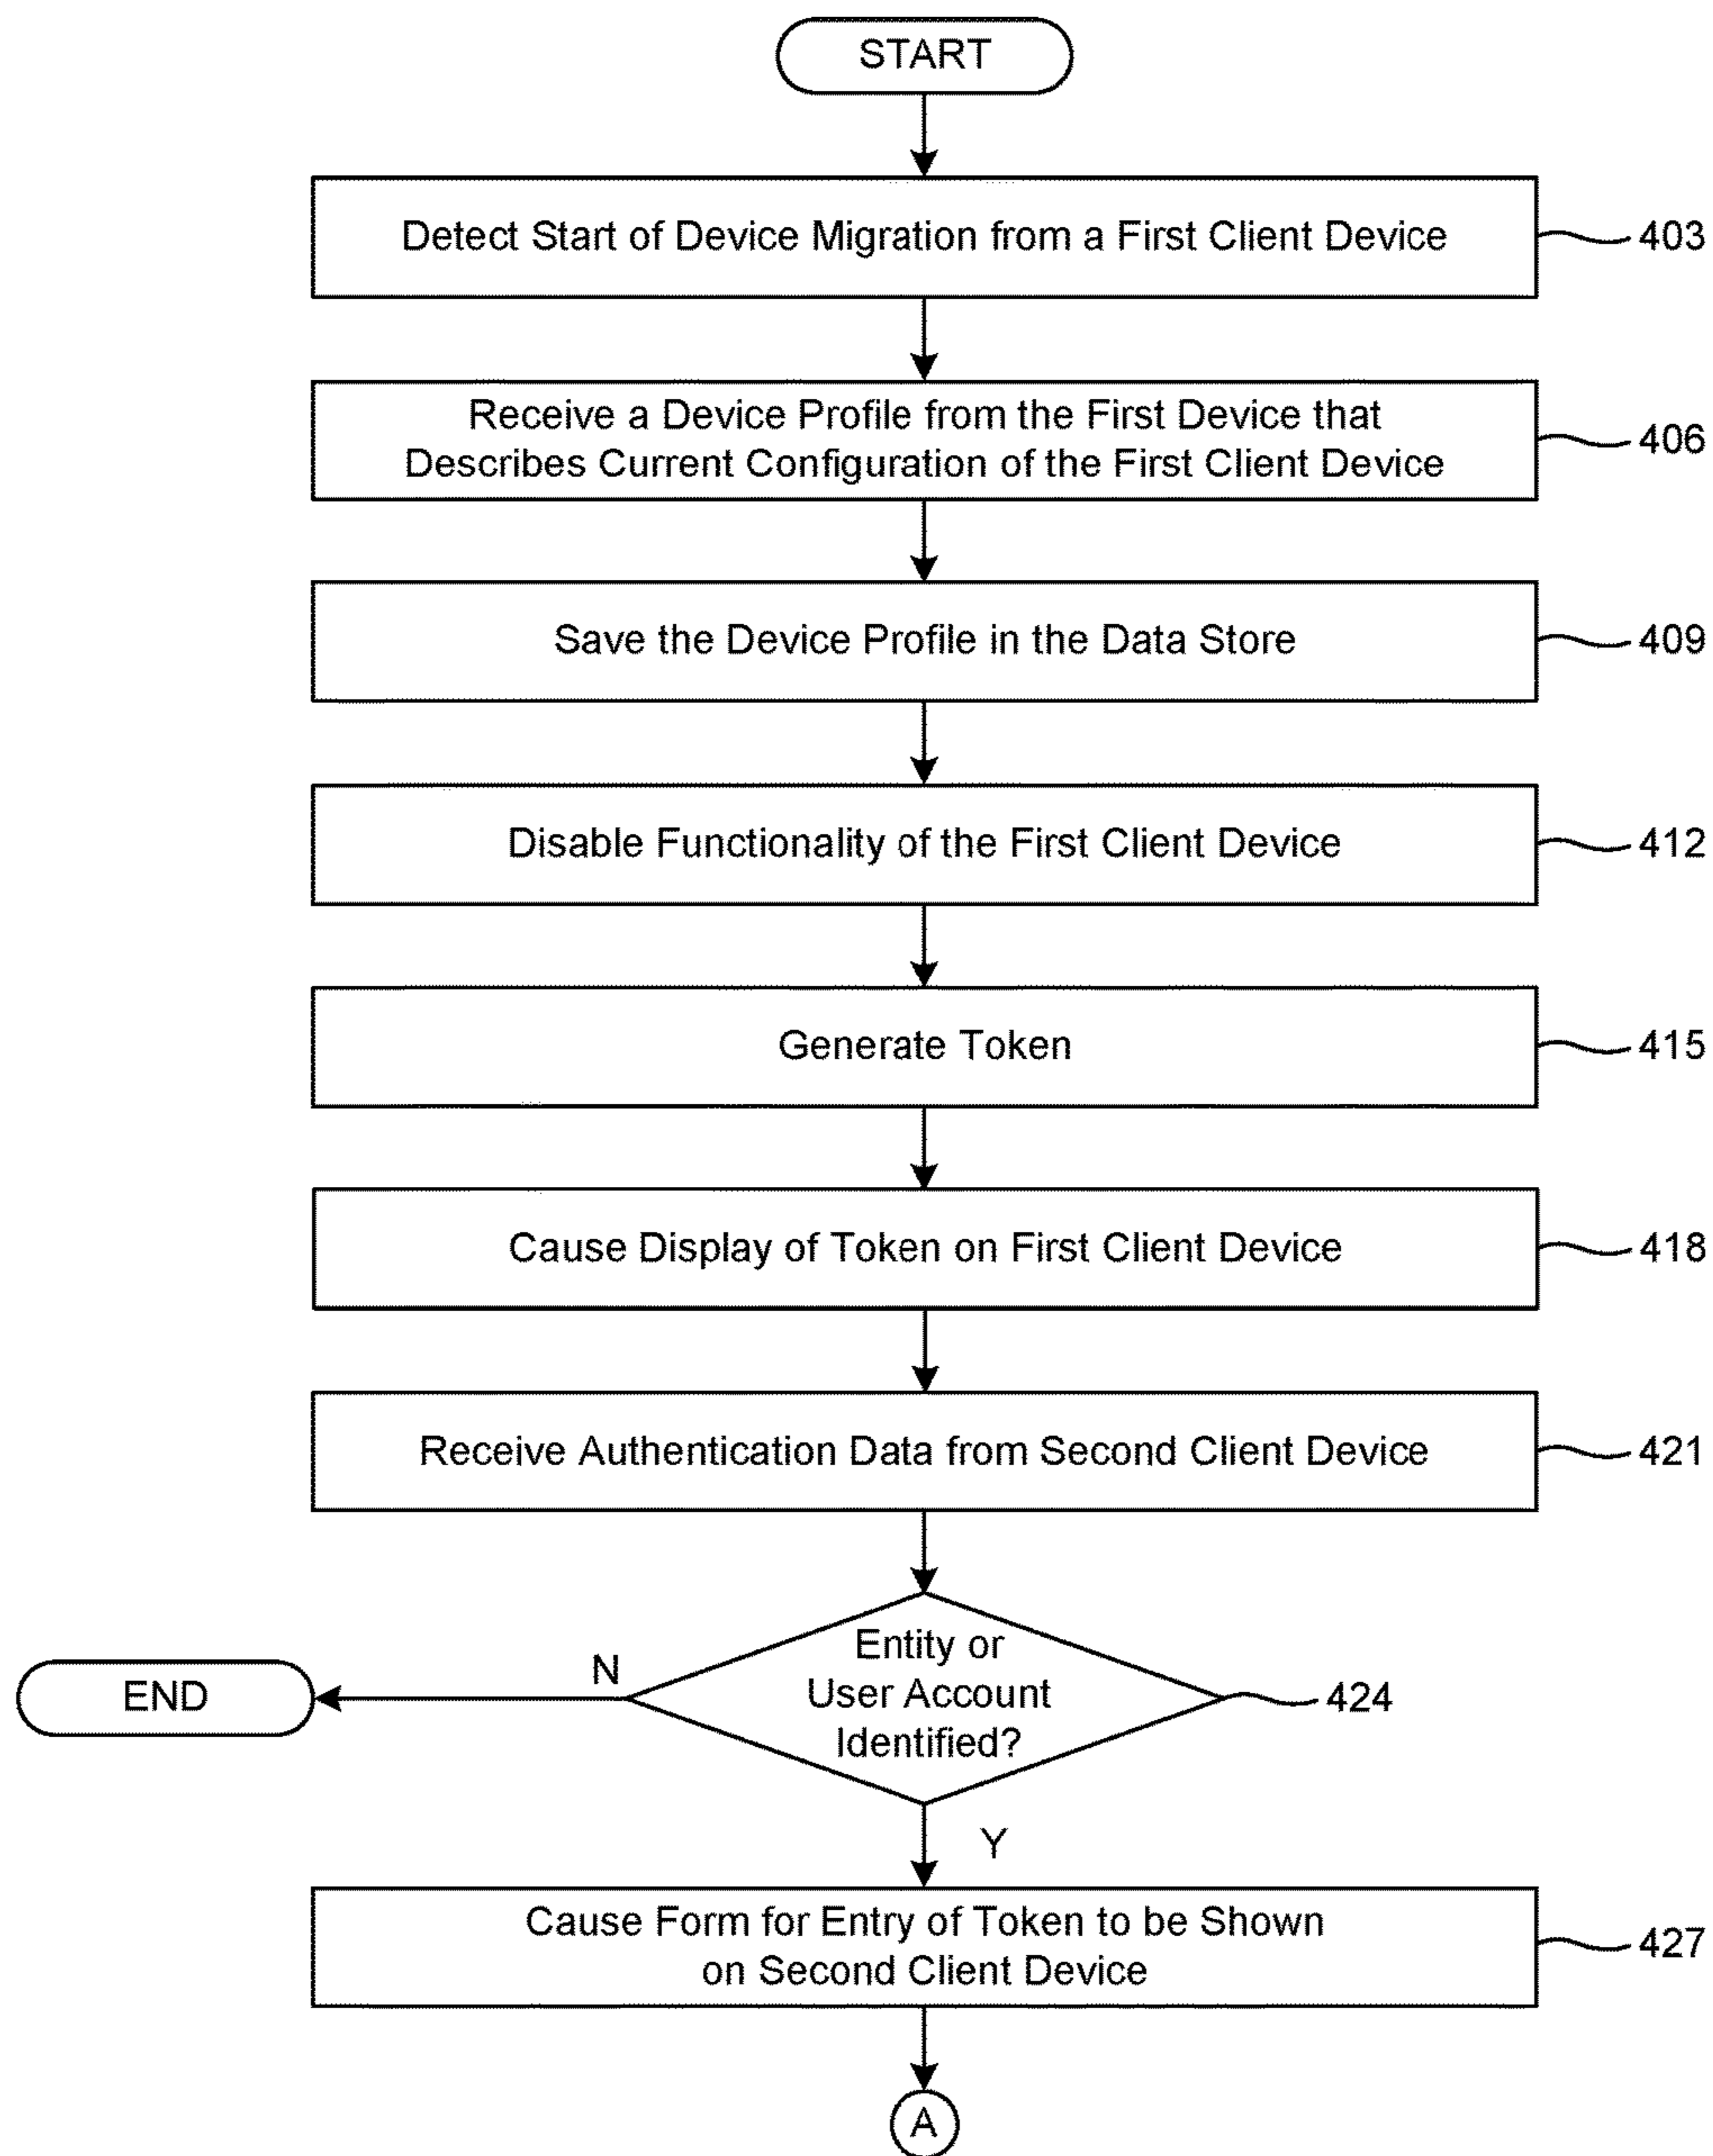 START
Detect Start of Device Migration from a First Client Device
403
Receive a Device Profile from the First Device that
Describes Current Configuration of the First Client Device
406
Save the Device Profile in the Data Store
409
Disable Functionality of the First Client Device
412
Generate Token
415
Cause Display of Token on First Client Device
418
Receive Authentication Data from Second Client Device
421
Entity or
User Account
Identified?
424
N
END
Y
Cause Form for Entry of Token to be Shown
on Second Client Device
427
A